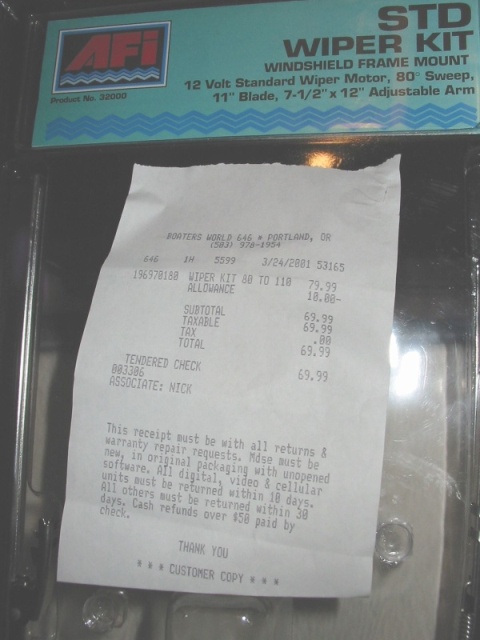 AFi
Product No. 32000
STD
WIPER KIT
WINDSHIELD FRAME MOUNT
12 Volt Standard Wiper Motor, 80° Sweep,
11" Blade, 7-1/2" x 12" Adjustable Arm
BOATERS WORLD 646 * PORTLAND, OR
(503) 978-1954
646 1H 5599 3/24/2001 53165
196970180 WIPER KIT 80 TO 110 79.99
ALLOWANCE 10.00-
SUBTOTAL 69.99
TAXABLE 69.99
TAX .00
TOTAL 69.99
TENDERED CHECK 69.99
003386
ASSOCIATE: NICK
This receipt must be with all returns &
warranty repair requests. Mdse must be
new, in original packaging with unopened
software. All digital, video & cellular
units must be returned within 10 days.
All others must be returned within 30
days. Cash refunds over $50 paid by
check.
THANK YOU
* * * CUSTOMER COPY * * *